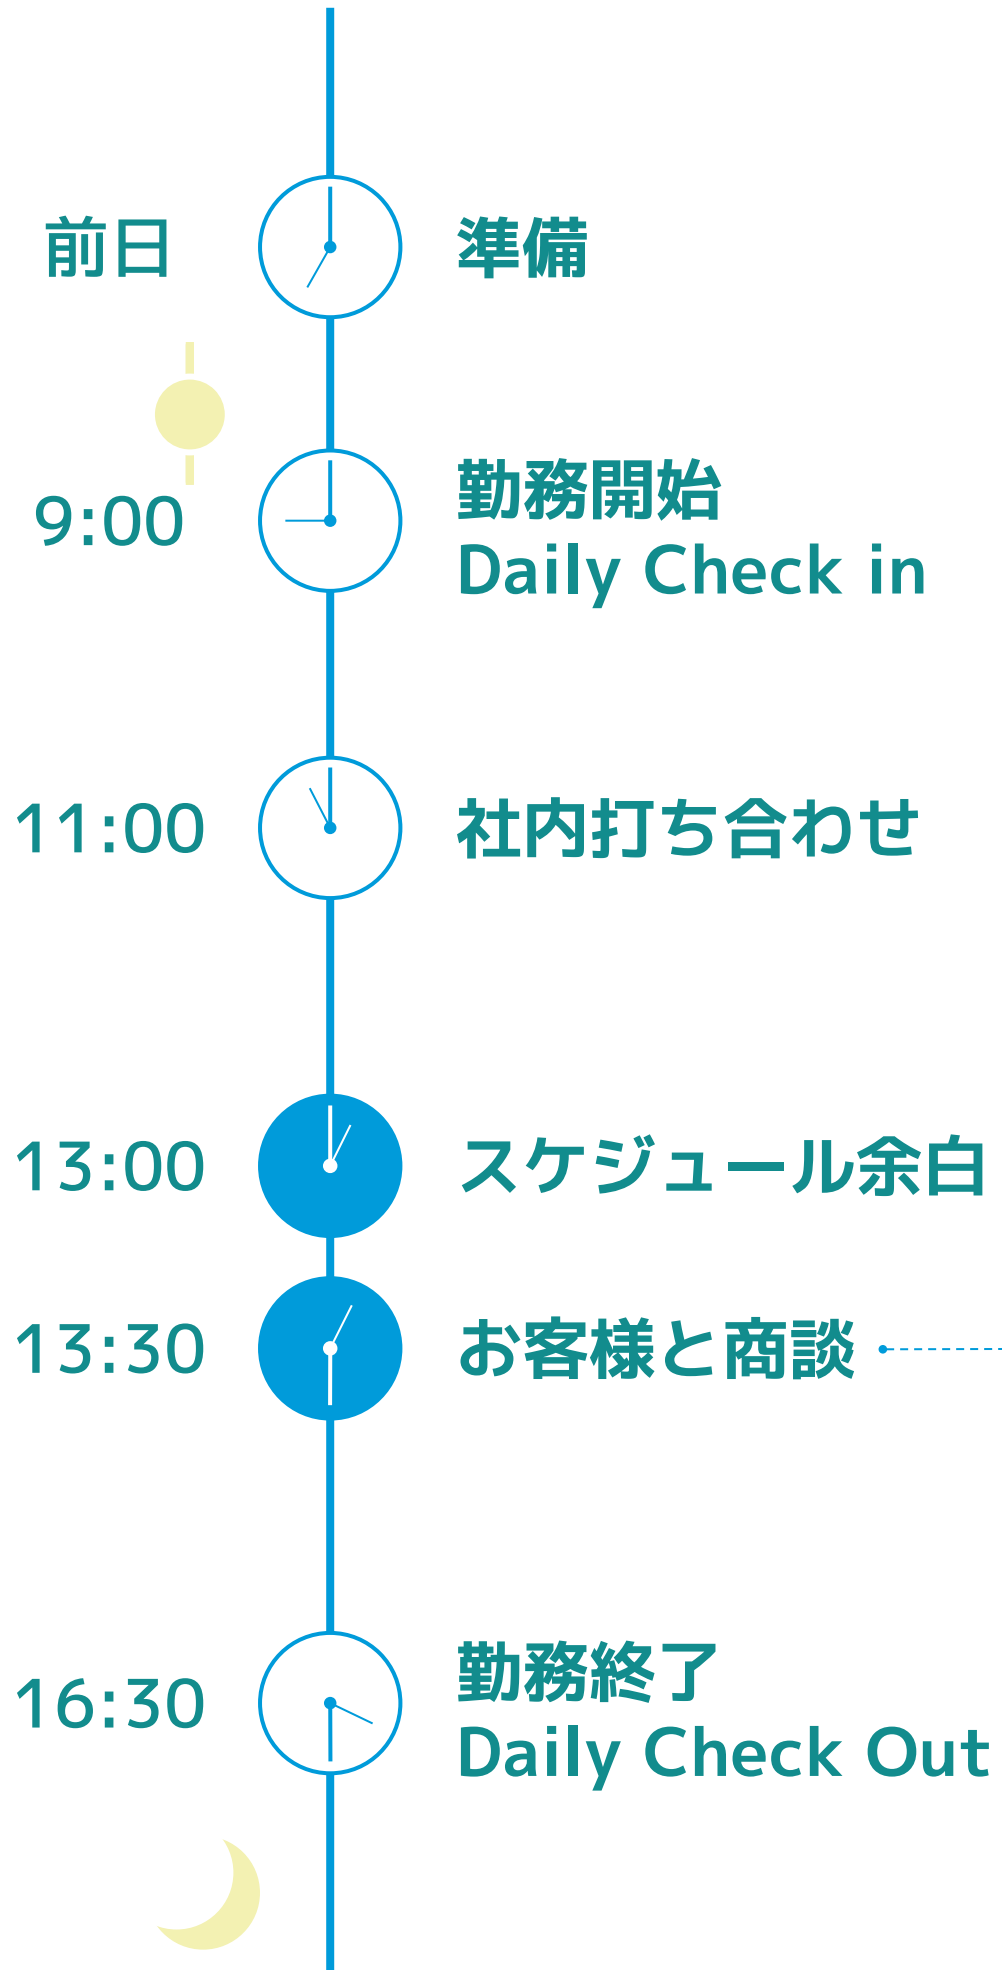 前日
準備
9:00
勤務開始
Daily Check in
11:00
社内打ち合わせ
13:00
スケジュール余白
13:30
お客様と商談
16:30
勤務終了
Daily Check Out